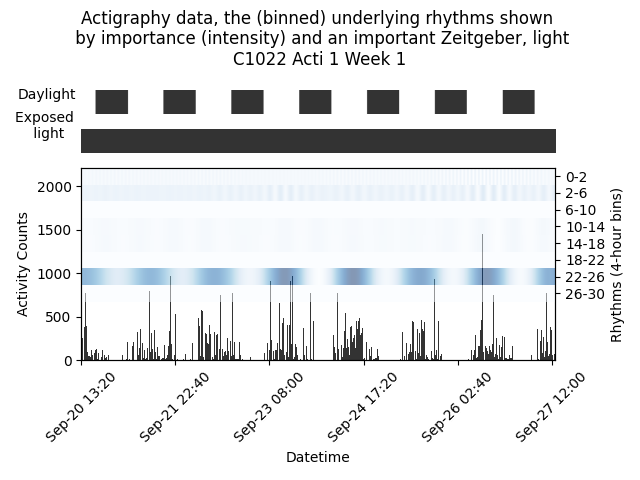 Actigraphy data, the (binned) underlying rhythms shown
by importance (intensity) and an important Zeitgeber, light
C1022 Acti 1 Week 1
Daylight
Exposed
light
2000
1500
1000
500
0
Activity Counts
0-2
2-6
6-10
10-14
14-18
18-22
22-26
26-30
Rhythms (4-hour bins)
Sep-20 13:20
Sep-21 22:40
Sep-23 08:00
Sep-24 17:20
Sep-26 02:40
Sep-27 12:00
Datetime